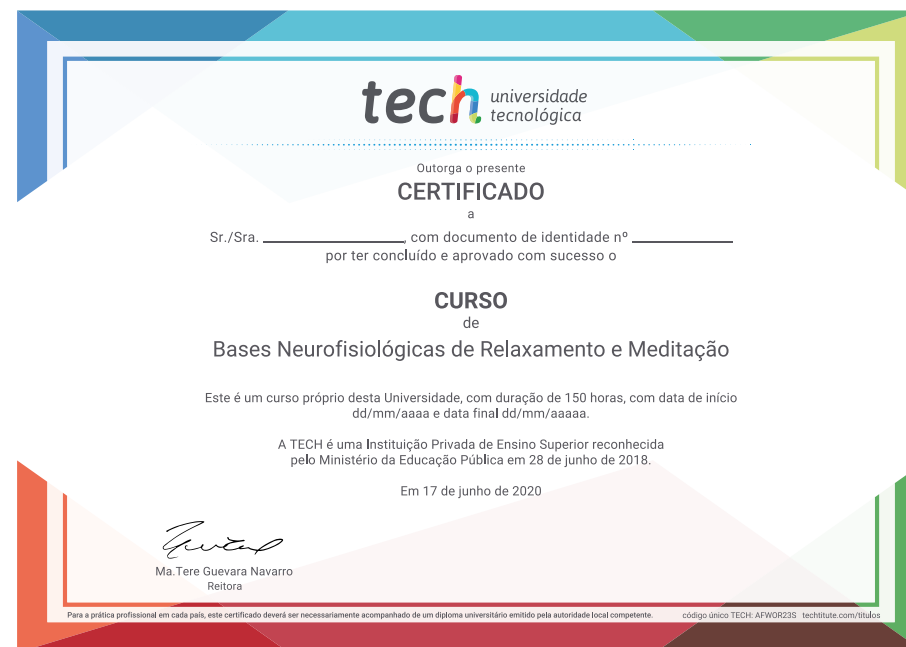 tech universidade
tecnológica
Outorga o presente
CERTIFICADO
a
Sr./Sra. ____________, com documento de identidade nº ____________
por ter concluído e aprovado com sucesso o
CURSO
de
Bases Neurofisiológicas de Relaxamento e Meditação
Este é um curso próprio desta Universidade, com duração de 150 horas, com data de início
dd/mm/aaaa e data final dd/mm/aaaaa.
A TECH é uma Instituição Privada de Ensino Superior reconhecida
pelo Ministério da Educação Pública em 28 de junho de 2018.
Em 17 de junho de 2020
Ma.Tere Guevara Navarro
Reitora
Para a prática profissional em cada pais, este certificado deverá ser necessariamente acompanhado de um diploma universitário emitido pela autoridade local competente. código único TECH: AFWOR23S techtitute.com/titulos